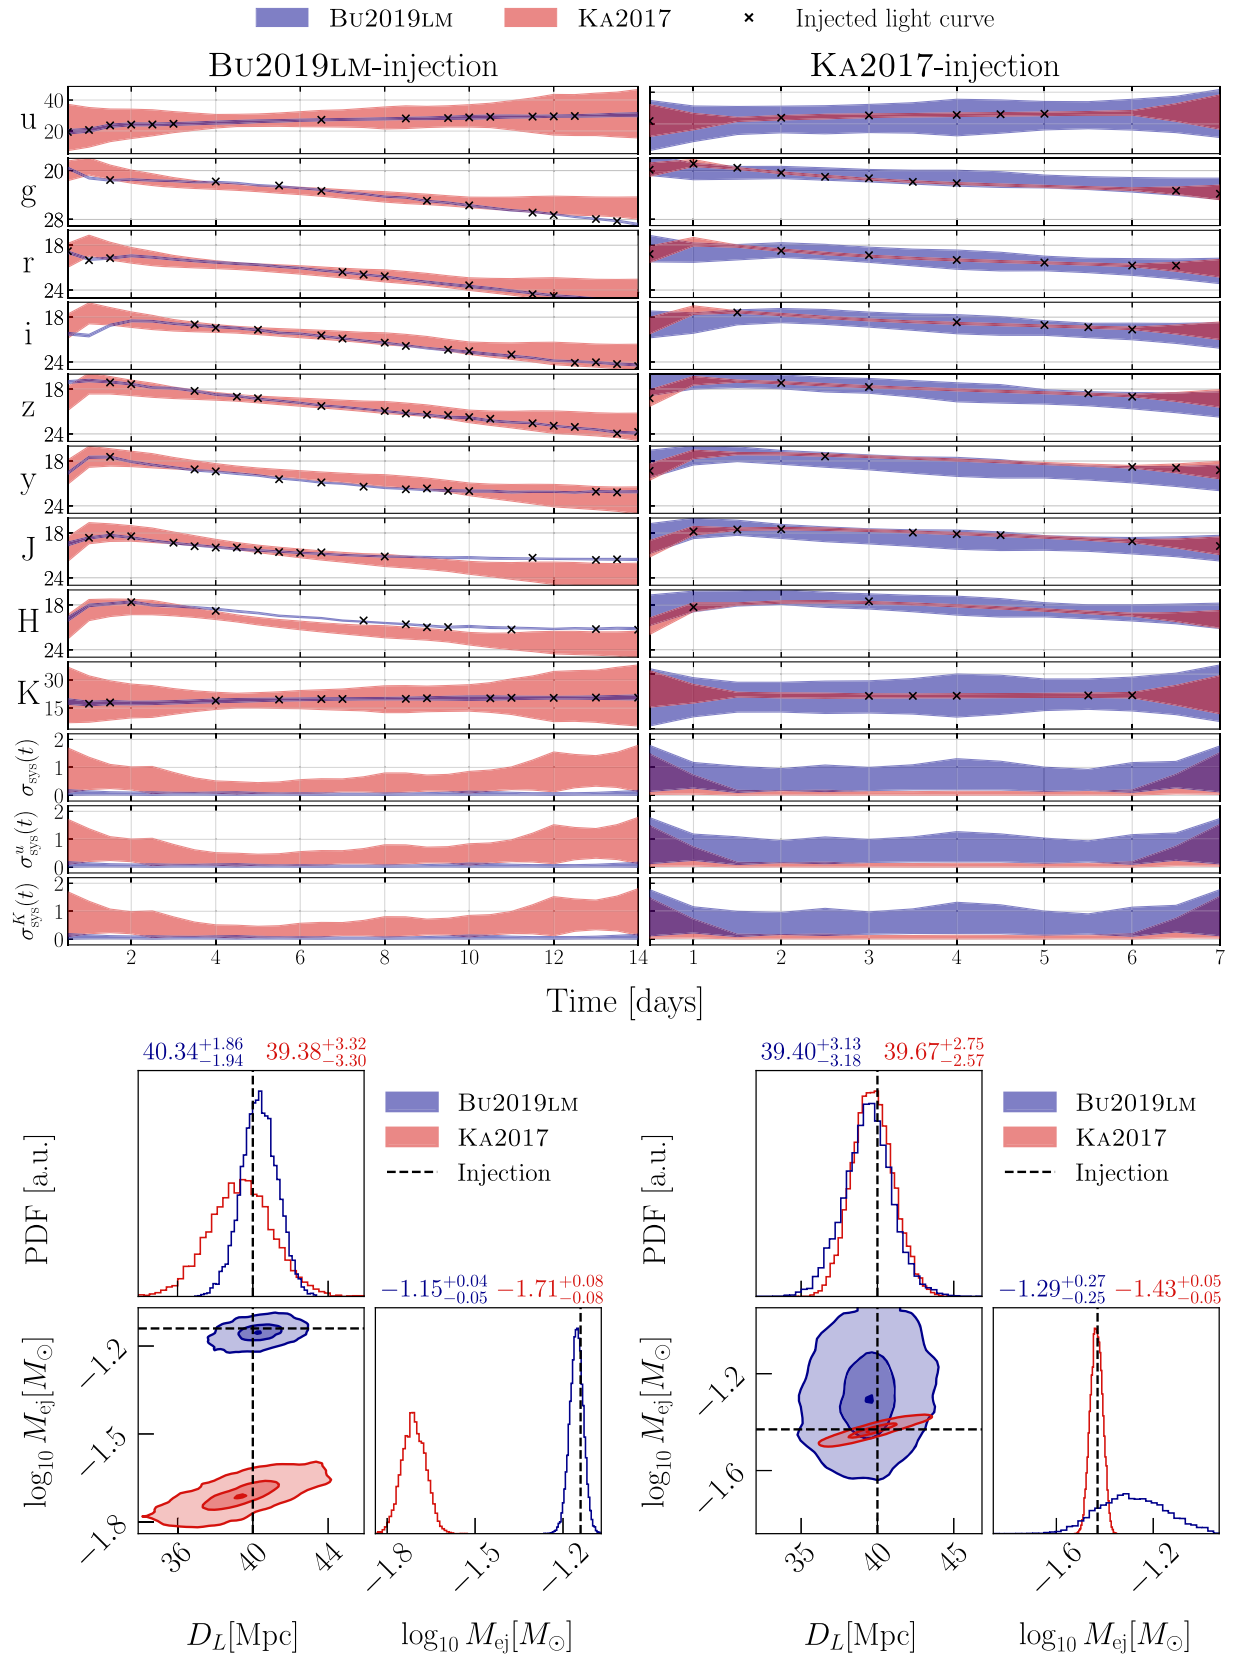 BU2019LM KA2017 Injected light curve
BU2019LM-injection KA2017-injection
u 40 20
g 20 28
r 18 24
i 18 24
z 18 24
y 18 24
J 18 24
H 18 24
K 30 15
σsys(t) 2 1 0
σ^u_sys(t) 2 1 0
σ^K_sys(t) 2 1 0
2 4 6 8 10 12 14 1 2 3 4 5 6 7
Time [days]
40.34^{+1.86}_{−1.94} 39.38^{+3.32}_{−3.30} 39.40^{+3.13}_{−3.18} 39.67^{+2.75}_{−2.57}
BU2019LM BU2019LM
KA2017 KA2017
Injection Injection
PDF [a.u.] PDF [a.u.]
−1.15^{+0.04}_{−0.05} −1.71^{+0.08}_{−0.08} −1.29^{+0.27}_{−0.25} −1.43^{+0.05}_{−0.05}
log₁₀ Mej[M⊙] −1.2 −1.5 −1.8 log₁₀ Mej[M⊙] −1.2 −1.6
36 40 44 −1.8 −1.5 −1.2 35 40 45 −1.6 −1.2
D_L[Mpc] log₁₀ Mej[M⊙] D_L[Mpc] log₁₀ Mej[M⊙]